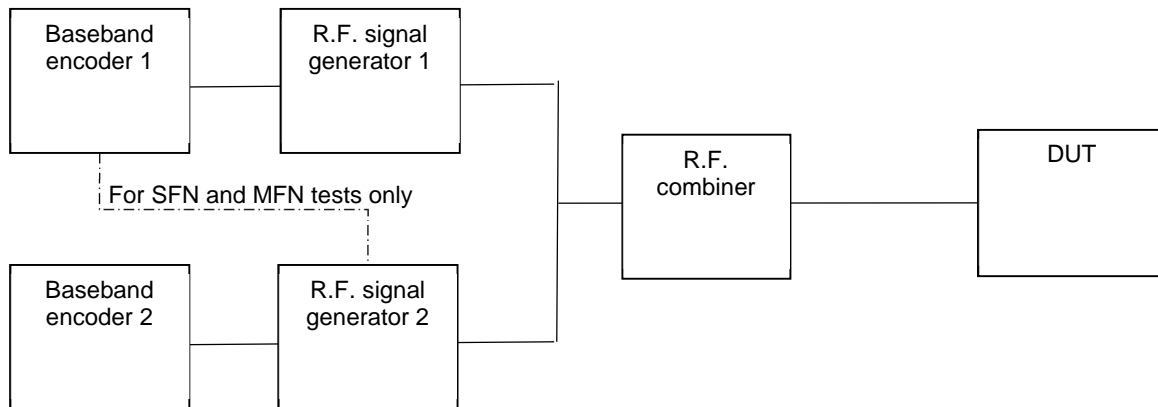 Baseband
encoder 1
R.F. signal
generator 1
R.F.
combiner
DUT
For SFN and MFN tests only
Baseband
encoder 2
R.F. signal
generator 2